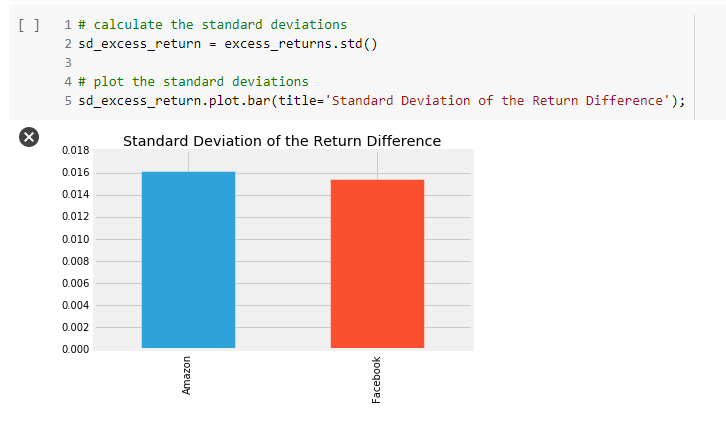 [ ]
1 # calculate the standard deviations
2 sd_excess_return = excess_returns.std()
3
4 # plot the standard deviations
5 sd_excess_return.plot.bar(title='Standard Deviation of the Return Difference');
Standard Deviation of the Return Difference
0.018
0.016
0.014
0.012
0.010
0.008
0.006
0.004
0.002
0.000
Amazon
Facebook